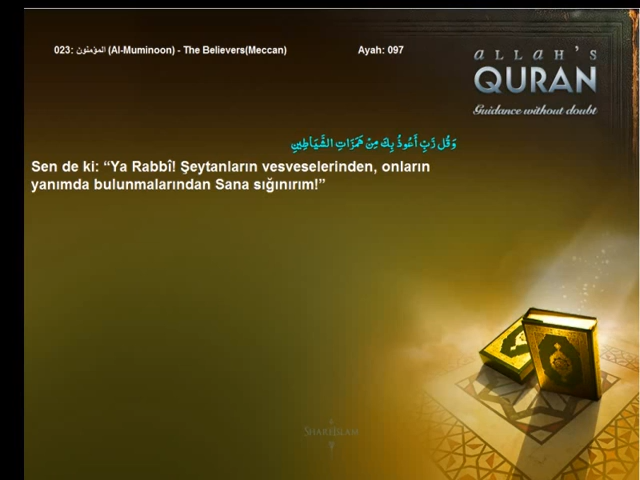 023: المؤمنون (Al-Muminoon) - The Believers(Meccan) Ayah: 097
ALLAH'S
QURAN
Guidance without doubt
وَقُل رَّبِّ أَعُوذُ بِكَ مِنْ هَمَزَاتِ الشَّيَاطِينِ
Sen de ki: “Ya Rabbî! Şeytanların vesveselerinden, onların
yanımda bulunmalarından Sana sığınırım!”
SHAREISLAM